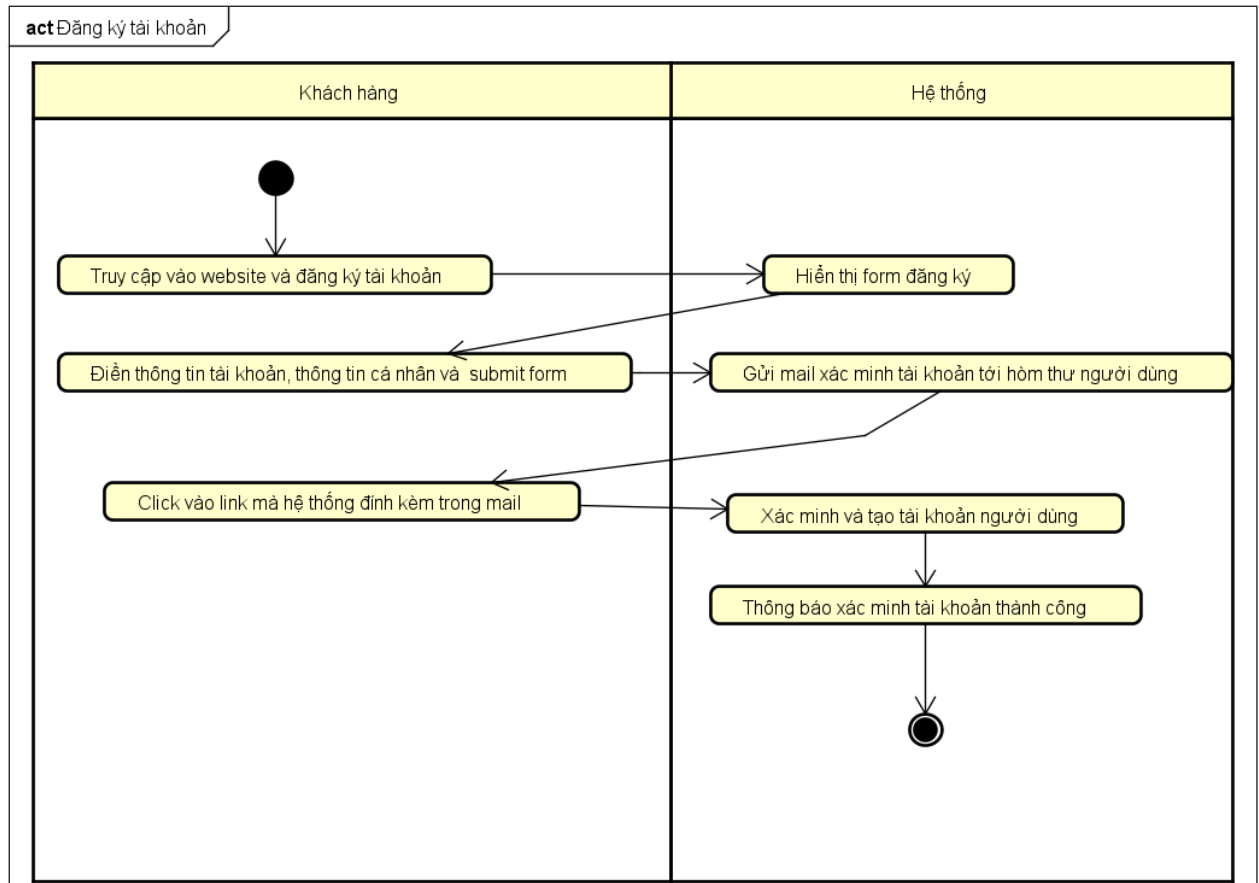 act Đăng ký tài khoản
Khách hàng
Hệ thống
Truy cập vào website và đăng ký tài khoản
Hiển thị form đăng ký
Điền thông tin tài khoản, thông tin cá nhân và submit form
Gửi mail xác minh tài khoản tới hòm thư người dùng
Click vào link mà hệ thống đính kèm trong mail
Xác minh và tạo tài khoản người dùng
Thông báo xác minh tài khoản thành công